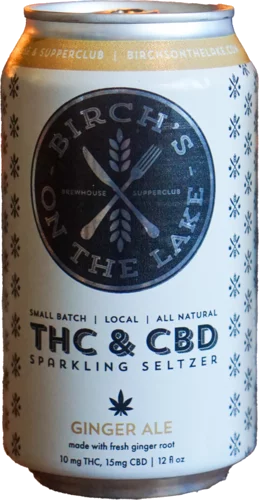 & SUPPERCLUB | BIRCHSONTHELAKE.COM
BIRCH'S
BREWHOUSE SUPPERCLUB
ON THE LAKE
SMALL BATCH | LOCAL | ALL NATURAL
THC & CBD
SPARKLING SELTZER
GINGER ALE
made with fresh ginger root
10 mg THC, 15mg CBD | 12 fl oz